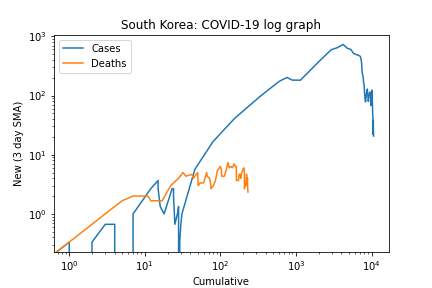 South Korea: COVID-19 log graph
Cases
Deaths
New (3 day SMA)
10³
10²
10¹
10⁰
10⁰ 10¹ 10² 10³ 10⁴
Cumulative